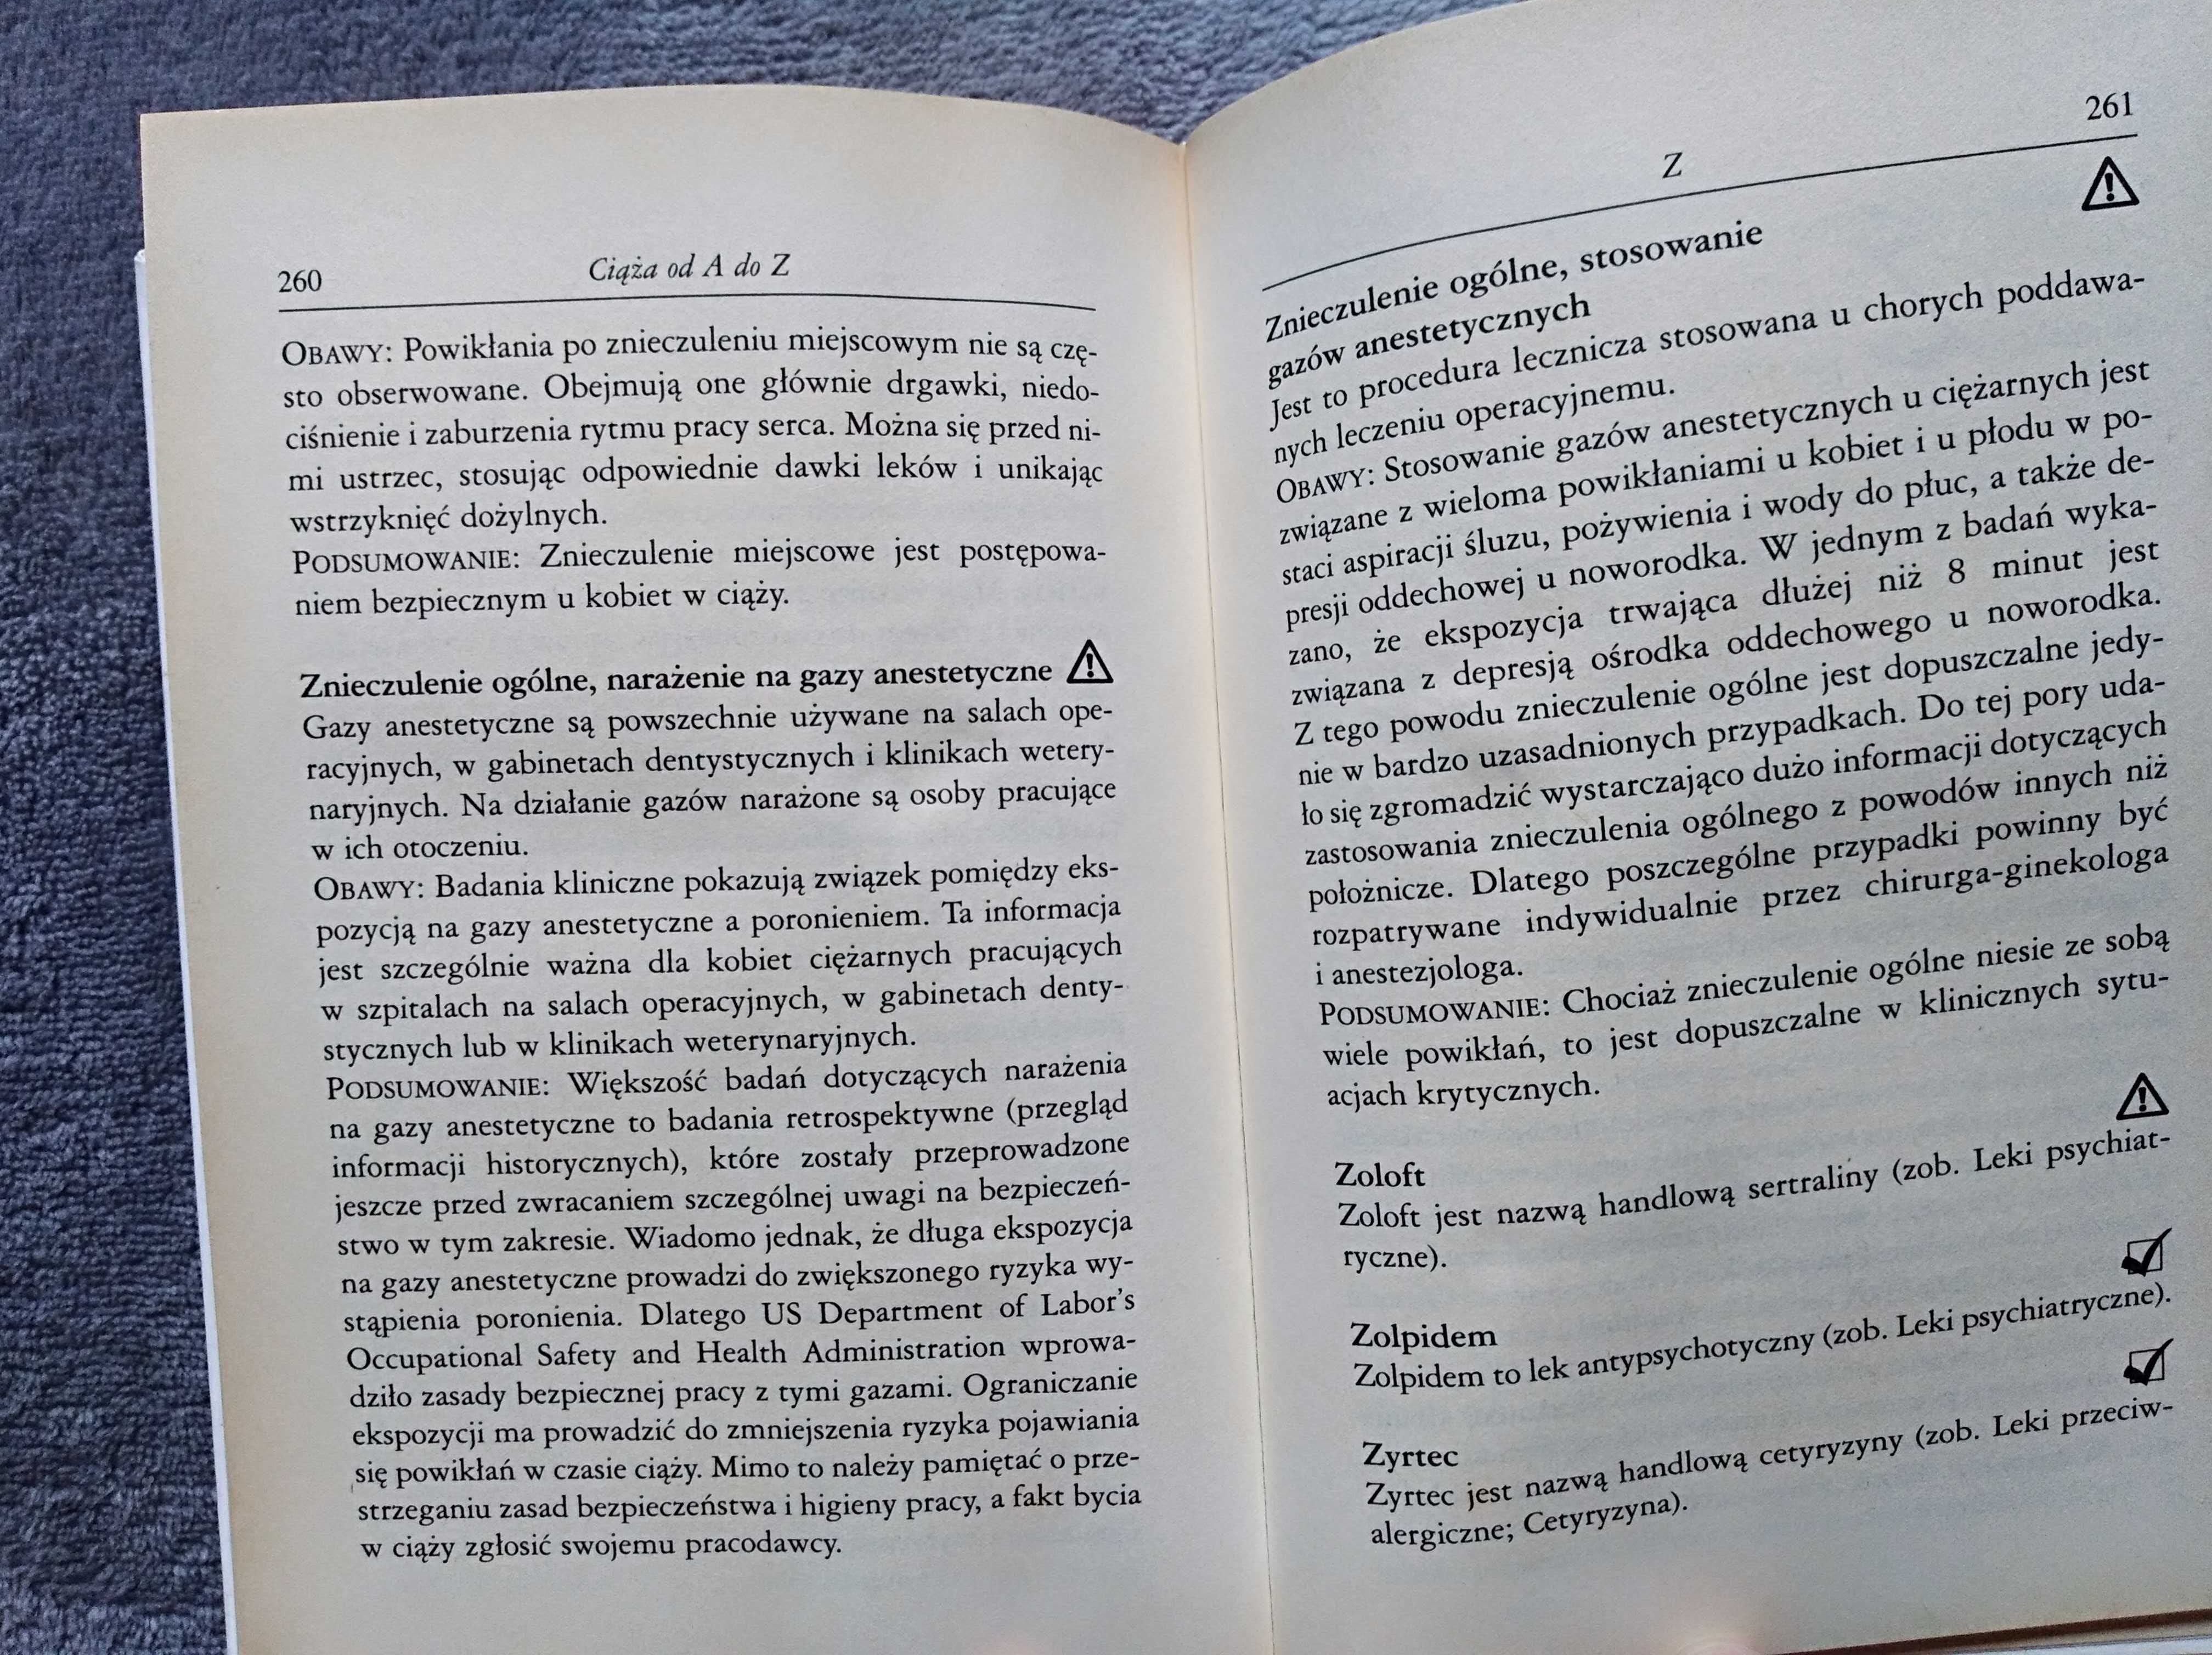 260
Ciąża od A do Z
OBAWY: Powikłania po znieczuleniu miejscowym nie są czę-
sto obserwowane. Obejmują one głównie drgawki, niedo-
ciśnienie i zaburzenia rytmu pracy serca. Można się przed ni-
mi ustrzec, stosując odpowiednie dawki leków i unikając
wstrzyknięć dożylnych.
PODSUMOWANIE: Znieczulenie miejscowe jest postępowa-
niem bezpiecznym u kobiet w ciąży.
Znieczulenie ogólne, narażenie na gazy anestetyczne
Gazy anestetyczne są powszechnie używane na salach ope-
racyjnych, w gabinetach dentystycznych i klinikach wetery-
naryjnych. Na działanie gazów narażone są osoby pracujące
w ich otoczeniu.
OBAWY: Badania kliniczne pokazują związek pomiędzy eks-
pozycją na gazy anestetyczne a poronieniem. Ta informacja
jest szczególnie ważna dla kobiet ciężarnych pracujących
w szpitalach na salach operacyjnych, w gabinetach denty-
stycznych lub w klinikach weterynaryjnych.
PODSUMOWANIE: Większość badań dotyczących narażenia
na gazy anestetyczne to badania retrospektywne (przegląd
informacji historycznych), które zostały przeprowadzone
jeszcze przed zwracaniem szczególnej uwagi na bezpieczeń-
stwo w tym zakresie. Wiadomo jednak, że długa ekspozycja
na gazy anestetyczne prowadzi do zwiększonego ryzyka wy-
stąpienia poronienia. Dlatego US Department of Labor's
Occupational Safety and Health Administration wprowa-
dziło zasady bezpiecznej pracy z tymi gazami. Ograniczanie
ekspozycji ma prowadzić do zmniejszenia ryzyka pojawiania
się powikłań w czasie ciąży. Mimo to należy pamiętać o prze-
strzeganiu zasad bezpieczeństwa i higieny pracy, a fakt bycia
w ciąży zgłosić swojemu pracodawcy.
261
Z
Znieczulenie ogólne, stosowanie
gazów anestetycznych
Jest to procedura lecznicza stosowana u chorych poddawa-
nych leczeniu operacyjnemu.
OBAWY: Stosowanie gazów anestetycznych u ciężarnych jest
związane z wieloma powikłaniami u kobiet i u płodu w po-
staci aspiracji śluzu, pożywienia i wody do płuc, a także de-
presji oddechowej u noworodka. W jednym z badań wyka-
zano, że ekspozycja trwająca dłużej niż 8 minut jest
związana z depresją ośrodka oddechowego u noworodka.
Z tego powodu znieczulenie ogólne jest dopuszczalne jedy-
nie w bardzo uzasadnionych przypadkach. Do tej pory uda-
ło się zgromadzić wystarczająco dużo informacji dotyczących
zastosowania znieczulenia ogólnego z powodów innych niż
położnicze. Dlatego poszczególne przypadki powinny być
rozpatrywane indywidualnie przez chirurga-ginekologa
i anestezjologa.
PODSUMOWANIE: Chociaż znieczulenie ogólne niesie ze sobą
wiele powikłań, to jest dopuszczalne w klinicznych sytu-
acjach krytycznych.
Zoloft
Zoloft jest nazwą handlową sertraliny (zob. Leki psychiat-
ryczne).
Zolpidem
Zolpidem to lek antypsychotyczny (zob. Leki psychiatryczne).
Zyrtec
Zyrtec jest nazwą handlową cetyryzyny (zob. Leki przeciw-
alergiczne; Cetyryzyna).